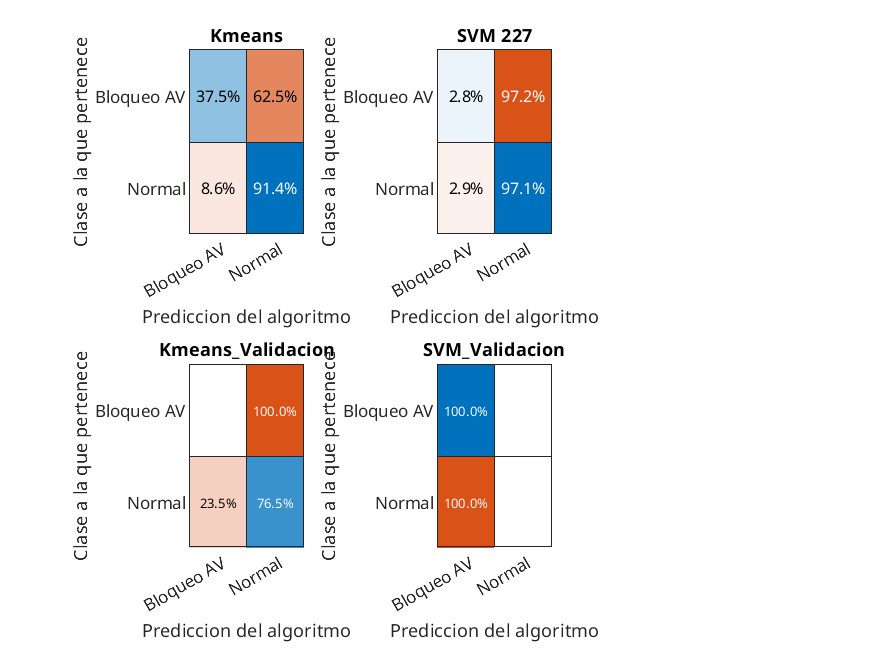 Kmeans
Clase a la que pertenece
Bloqueo AV
37.5%
62.5%
Normal
8.6%
91.4%
Bloqueo AV
Normal
Prediccion del algoritmo
SVM 227
Clase a la que pertenece
Bloqueo AV
2.8%
97.2%
Normal
2.9%
97.1%
Bloqueo AV
Normal
Prediccion del algoritmo
Kmeans_Validacion
Clase a la que pertenece
Bloqueo AV
100.0%
Normal
23.5%
76.5%
Bloqueo AV
Normal
Prediccion del algoritmo
SVM_Validacion
Clase a la que pertenece
Bloqueo AV
100.0%
Normal
100.0%
Bloqueo AV
Normal
Prediccion del algoritmo